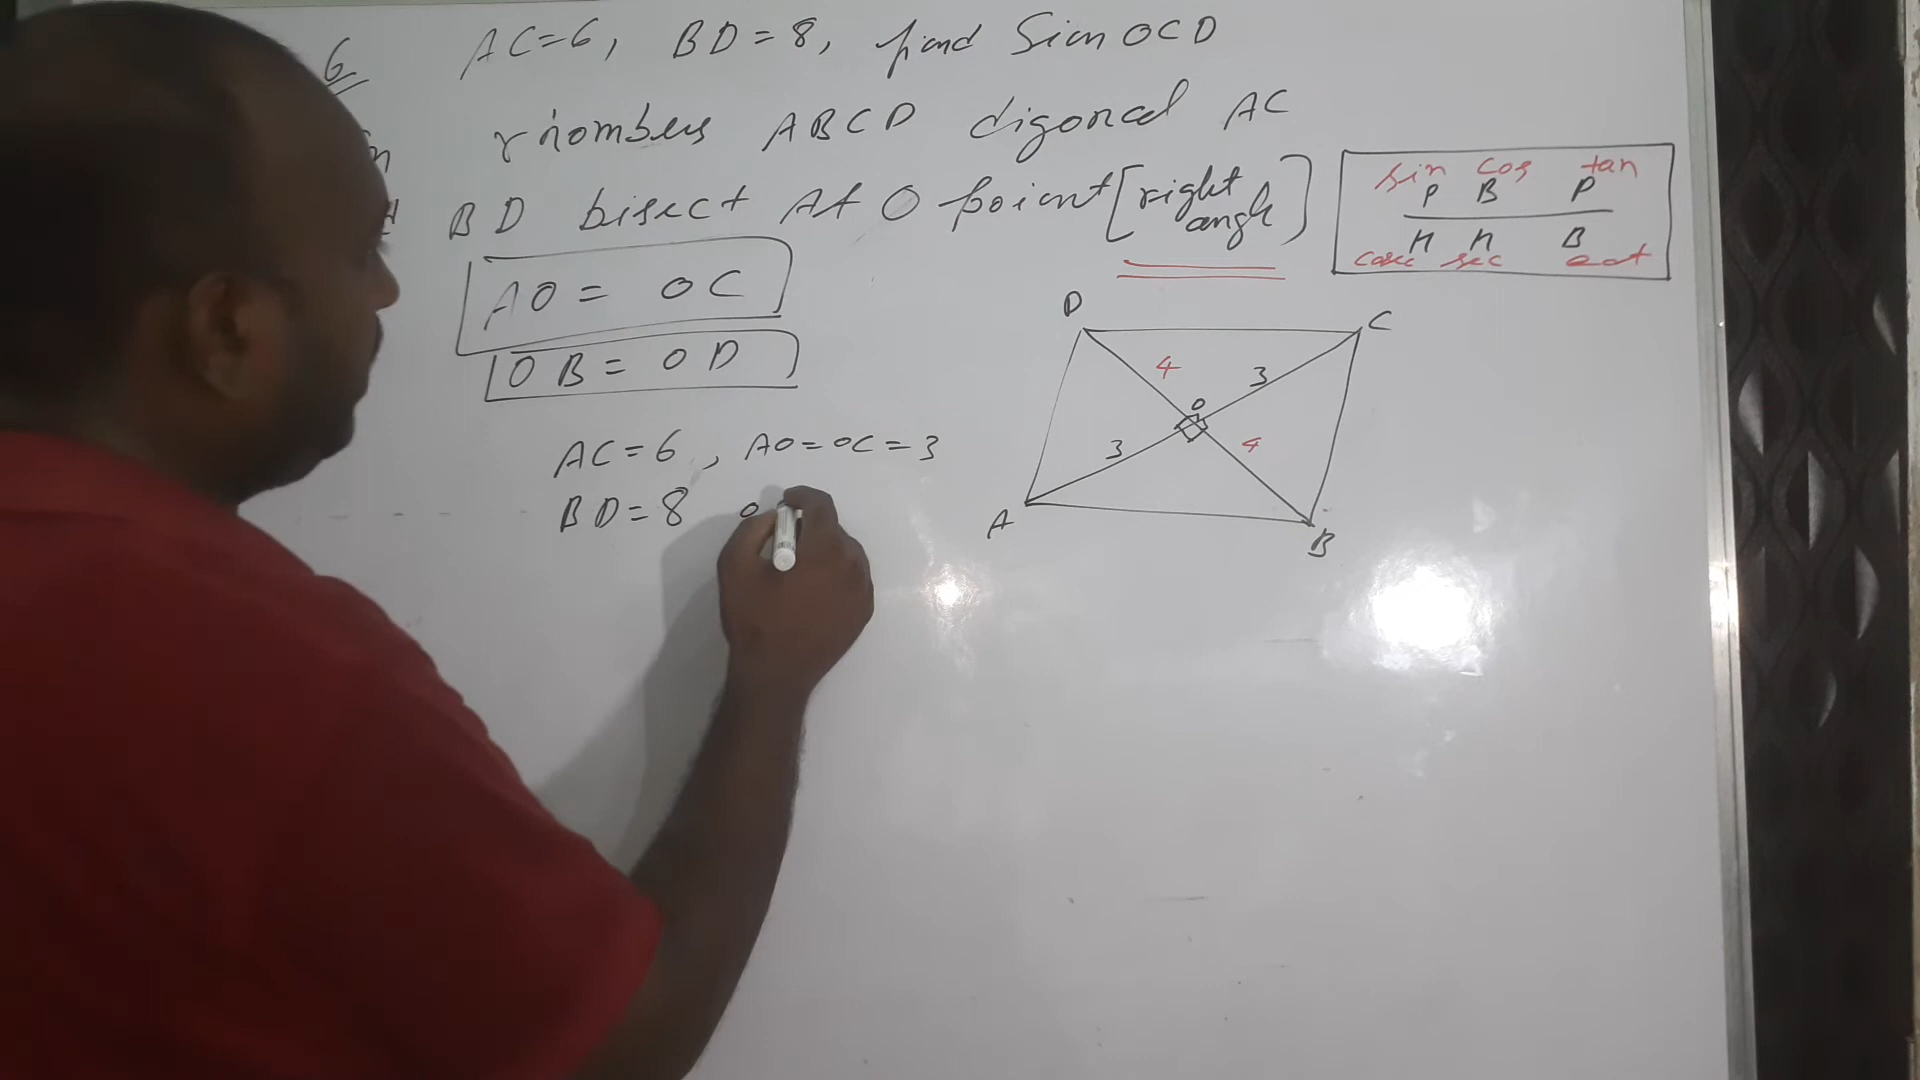 6 AC=6, BD=8, find Sin OCD
rhombus ABCD digonal AC
BD bisect At O point [right angle]
AO = OC
OB = OD
AC=6, AO=OC=3
BD=8 O
sin cos tan
P B P
H H B
cosec sec cot
D C
4 3
O
3 4
A B